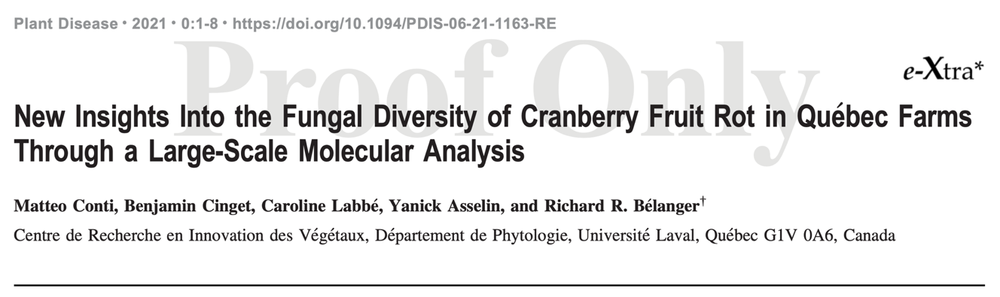 Plant Disease • 2021 • 0:1-8 • https://doi.org/10.1094/PDIS-06-21-1163-RE
Proof Only
e-Xtra*
New Insights Into the Fungal Diversity of Cranberry Fruit Rot in Québec Farms
Through a Large-Scale Molecular Analysis
Matteo Conti, Benjamin Cinget, Caroline Labbé, Yanick Asselin, and Richard R. Bélanger†
Centre de Recherche en Innovation des Végétaux, Département de Phytologie, Université Laval, Québec G1V 0A6, Canada